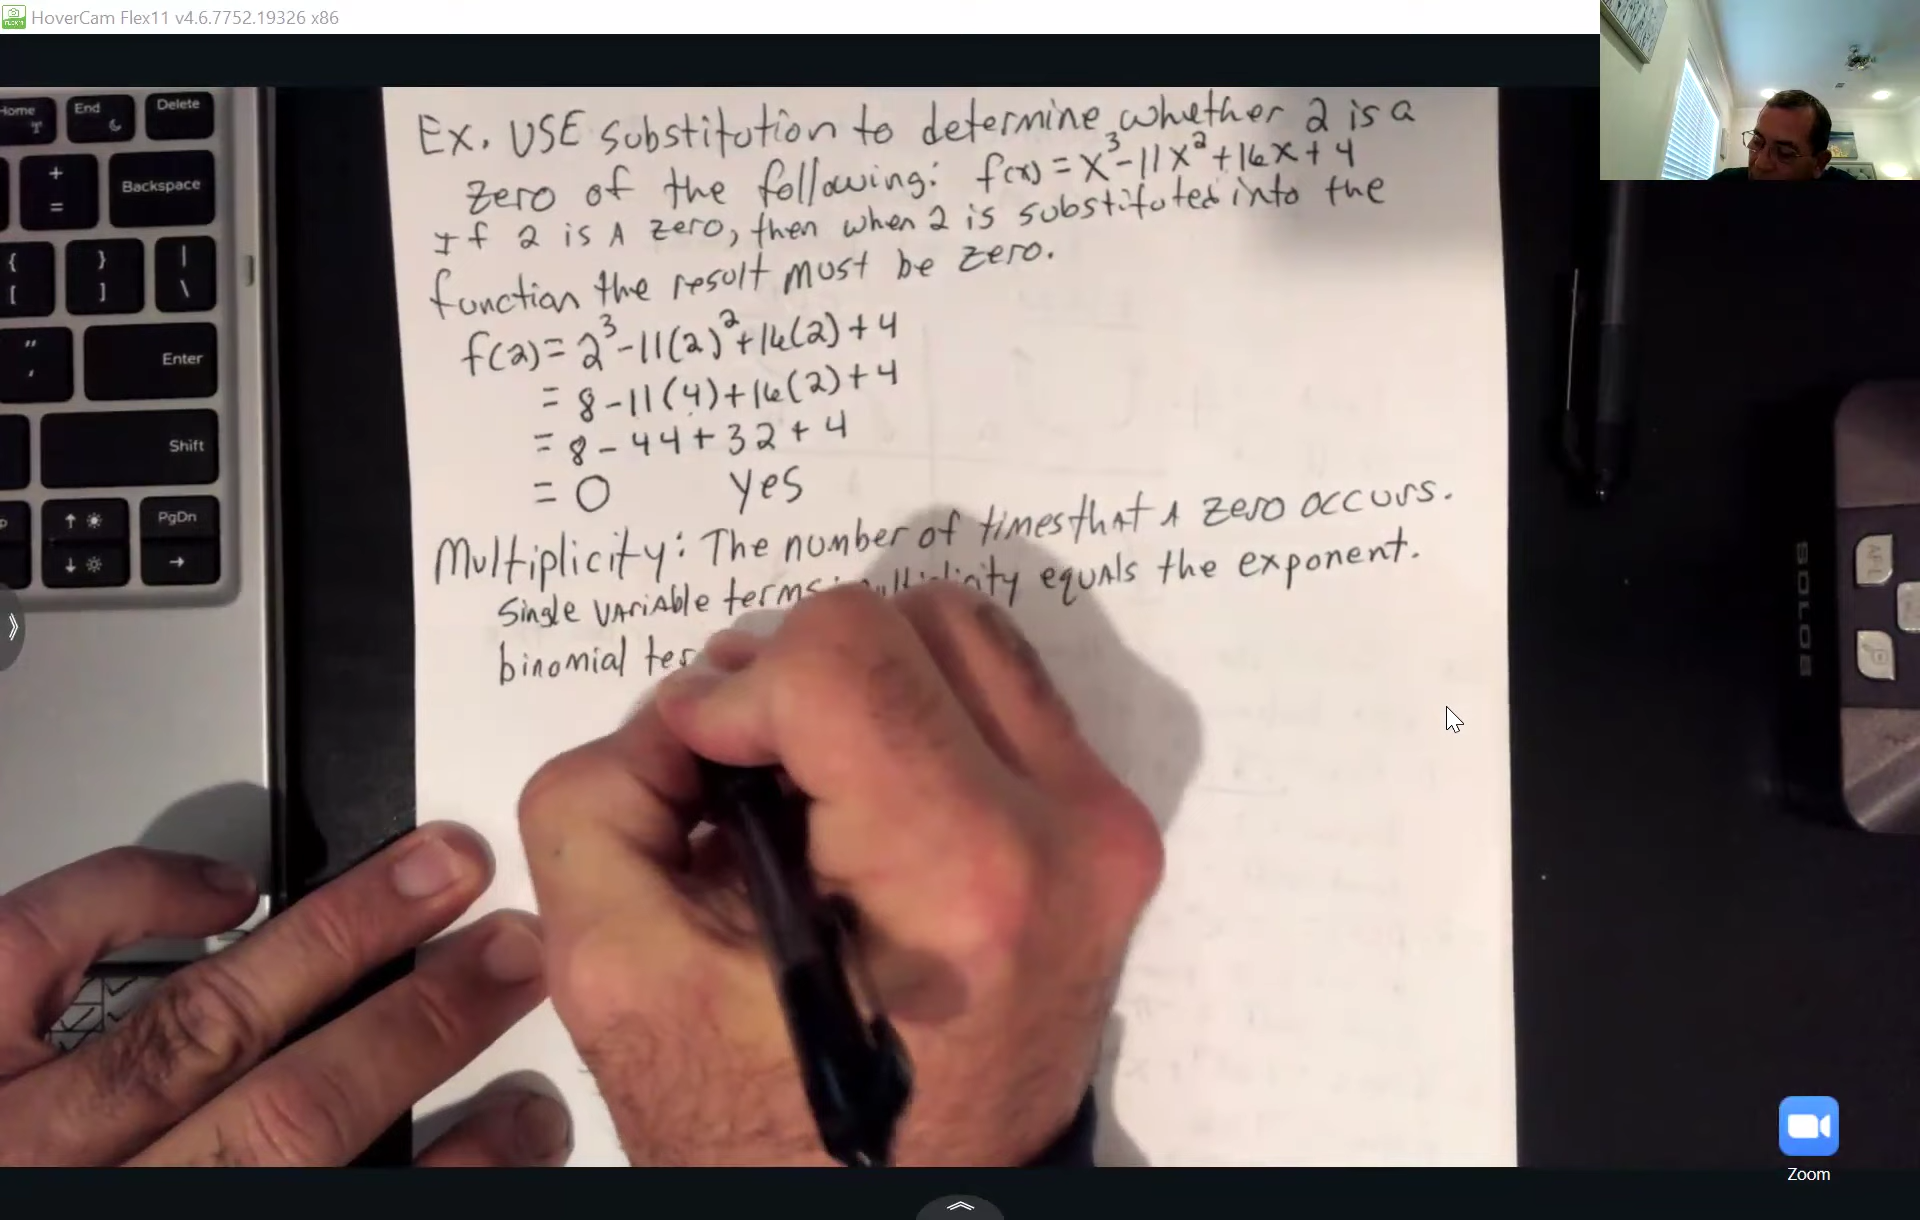 HoverCam Flex11 v4.6.7752.19326 x86
Home
End
Delete
+
=
Backspace
{
[
}
]
|
\
"
,
Enter
Shift
PgDn
Ex. USE substitution to determine whether 2 is a
zero of the following: f(x) = x³-11x²+16x+4
If 2 is A zero, then when 2 is substituted into the
function the result must be zero.
f(2) = 2³-11(2)²+16(2)+4
= 8-11(4)+16(2)+4
= 8-44+32+4
= 0 yes
Multiplicity: The number of times that A zero occurs.
Single VAriAble terms: multiplicity equAls the exponent.
binomial ter
SOLOS
AFL
Zoom